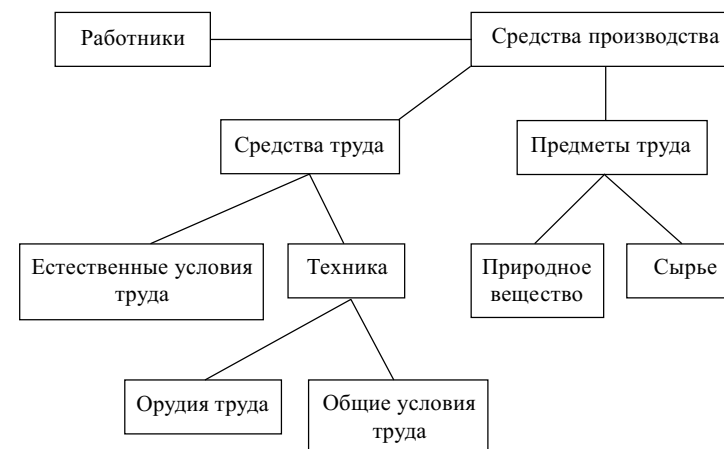 Работники
Средства производства
Средства труда
Предметы труда
Естественные условия
труда
Техника
Природное
вещество
Сырье
Орудия труда
Общие условия
труда